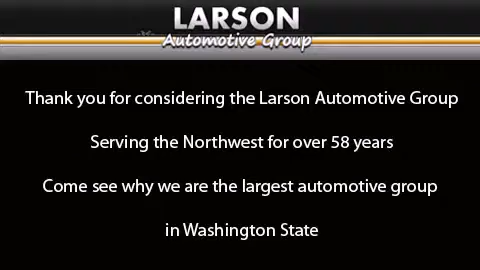 LARSON
Automotive Group
Thank you for considering the Larson Automotive Group
Serving the Northwest for over 58 years
Come see why we are the largest automotive group
in Washington State